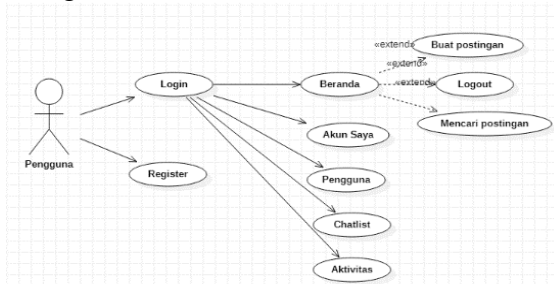 «extend» Buat postingan
«extend»
Login Beranda «extend» Logout
Mencari postingan
Akun Saya
Pengguna
Register
Pengguna
Chatlist
Aktivitas